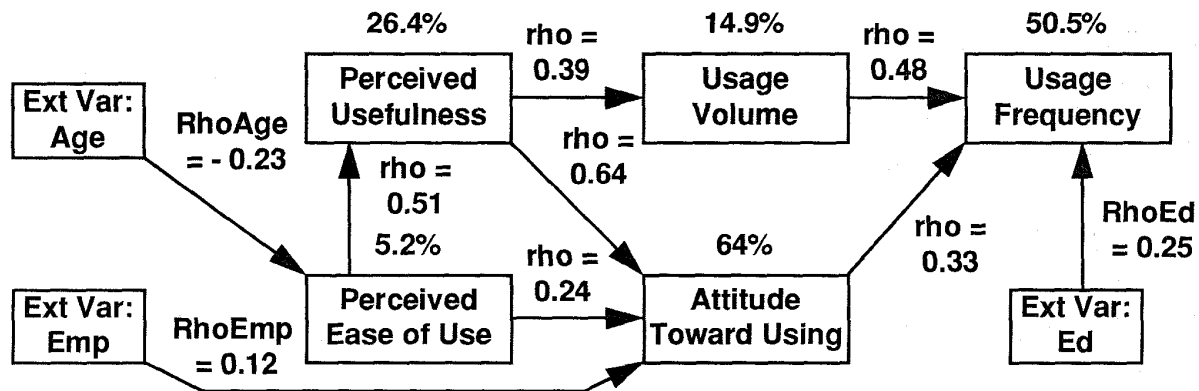 26.4%
rho =
0.39
14.9%
rho =
0.48
50.5%
Ext Var:
Age
RhoAge
= - 0.23
Perceived
Usefulness
Usage
Volume
Usage
Frequency
rho =
0.51
rho =
0.64
5.2%
rho =
0.24
64%
rho =
0.33
RhoEd
= 0.25
Ext Var:
Emp
RhoEmp
= 0.12
Perceived
Ease of Use
Attitude
Toward Using
Ext Var:
Ed